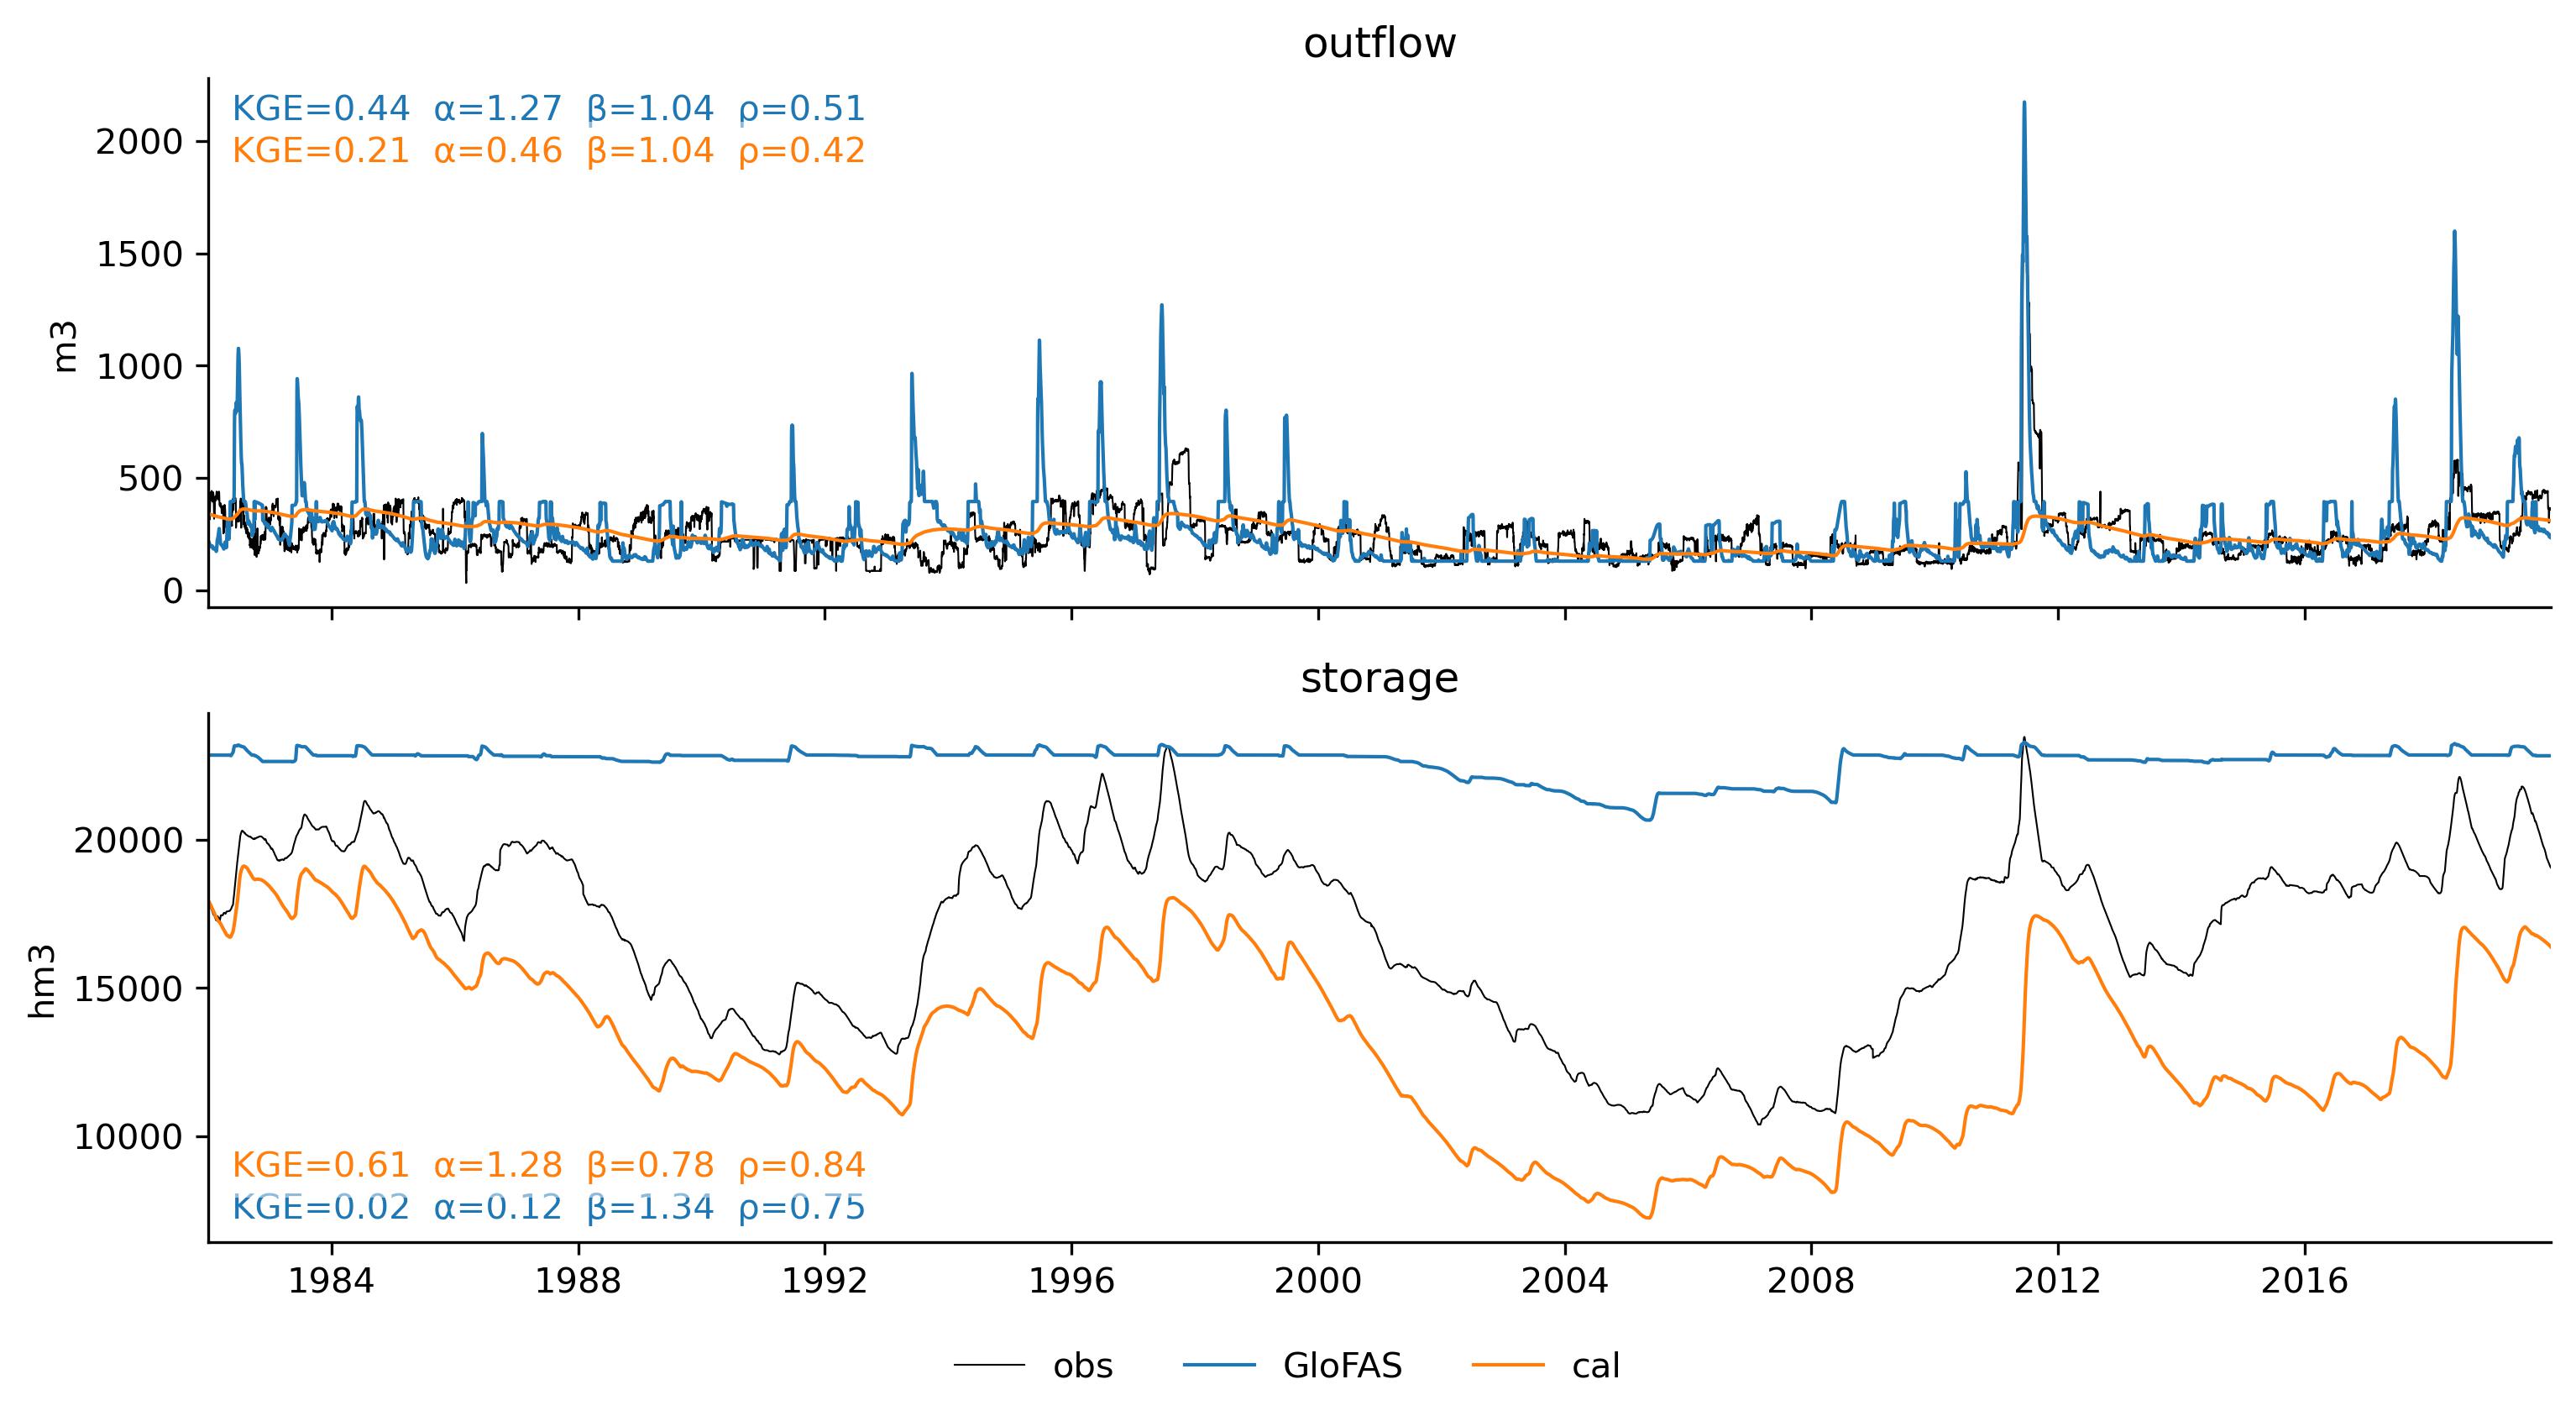 outflow
KGE=0.44 α=1.27 β=1.04 ρ=0.51
KGE=0.21 α=0.46 β=1.04 ρ=0.42
m3
2000
1500
1000
500
0
storage
hm3
20000
15000
10000
KGE=0.61 α=1.28 β=0.78 ρ=0.84
KGE=0.02 α=0.12 β=1.34 ρ=0.75
1984 1988 1992 1996 2000 2004 2008 2012 2016
obs GloFAS cal